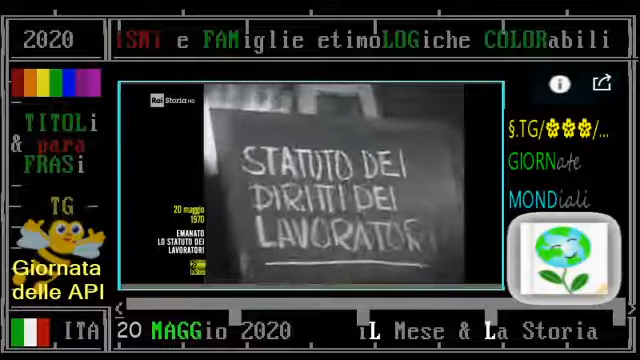 2020
ISMI e FAMiglie etimoLOGiche COLORabili
TITOLi
& para
FRASi
TG -
Giornata
delle API
Rai Storia HD
20 maggio
1970
EMANATO
LO STATUTO DEI
LAVORATORI
STATUTO DEI
DIRITTI DEI
LAVORATORI
§.TG/✽✽✽/...
GIORNate
MONDiali
ITA
20 MAGGio 2020
iL Mese & La Storia